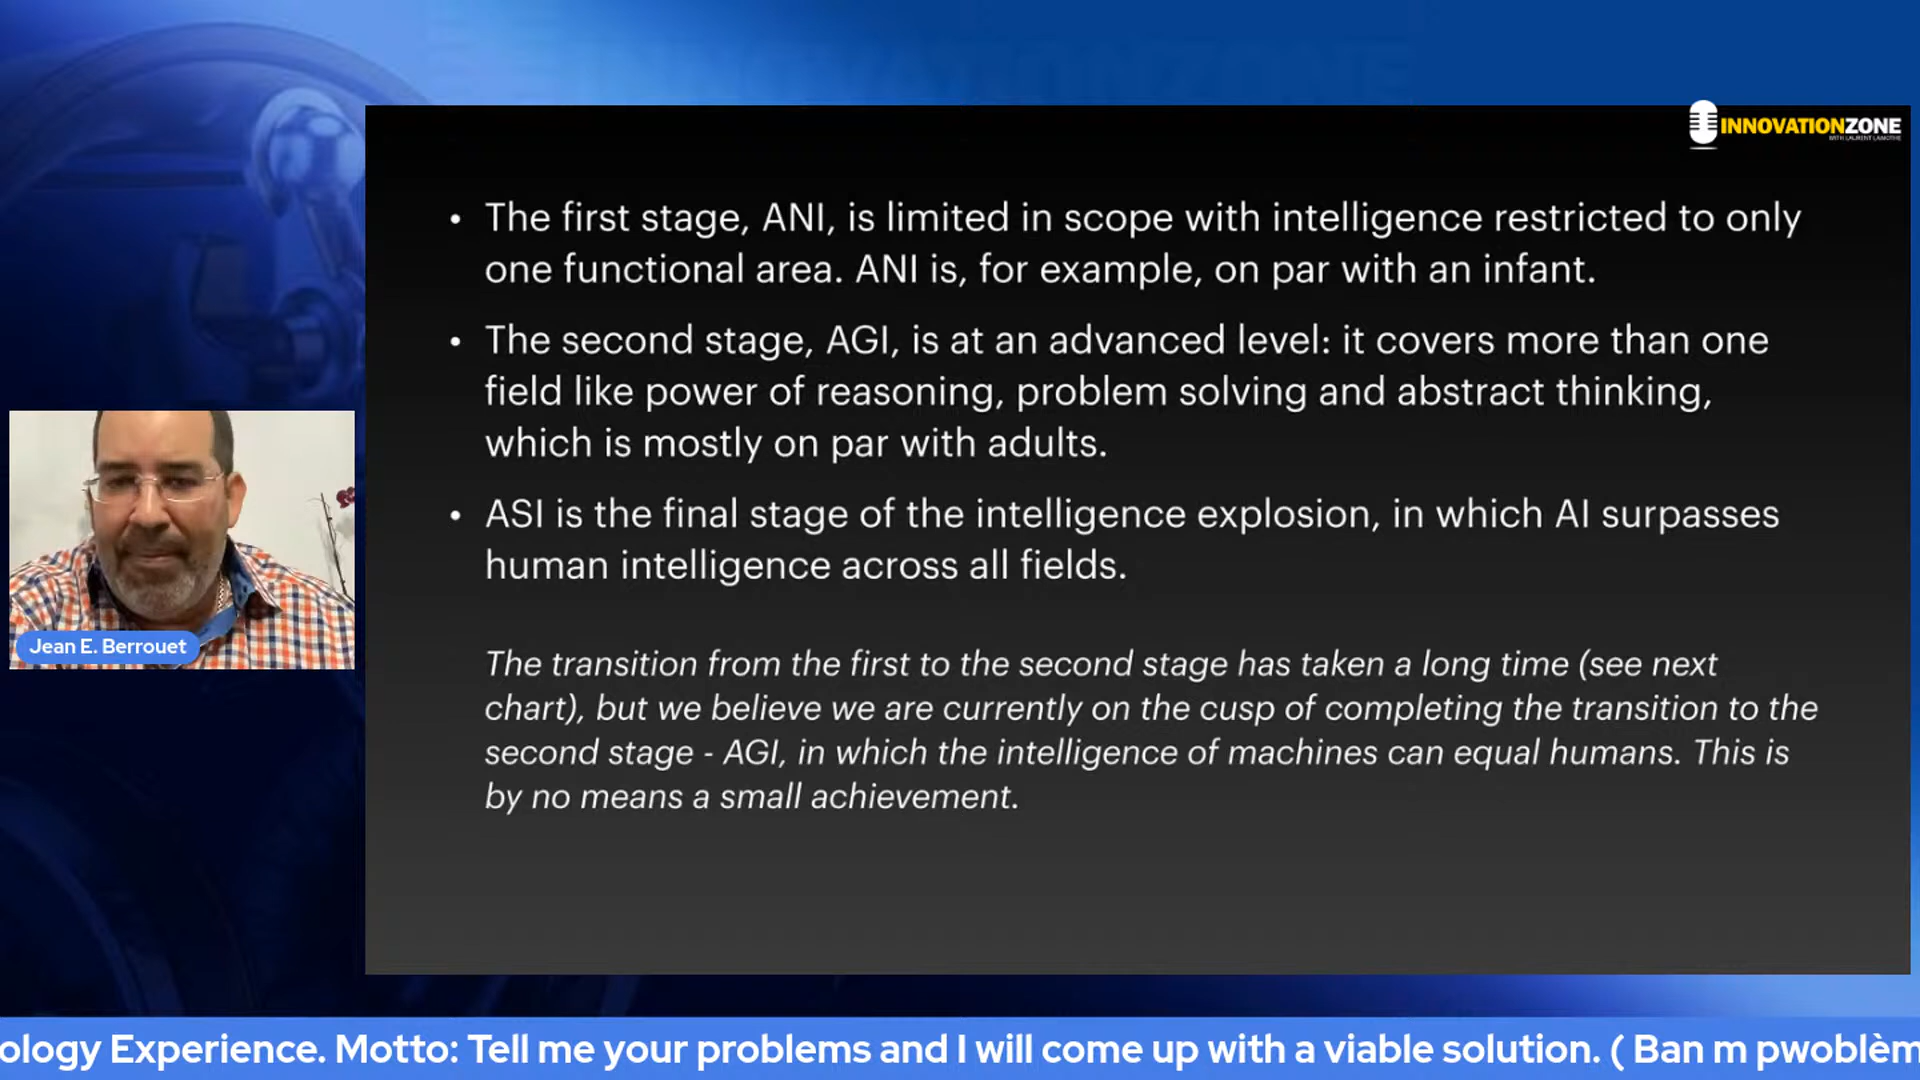 INNOVATIONZONE
WITH LAURENT LAMOTHE
• The first stage, ANI, is limited in scope with intelligence restricted to only
one functional area. ANI is, for example, on par with an infant.
• The second stage, AGI, is at an advanced level: it covers more than one
field like power of reasoning, problem solving and abstract thinking,
which is mostly on par with adults.
• ASI is the final stage of the intelligence explosion, in which AI surpasses
human intelligence across all fields.
The transition from the first to the second stage has taken a long time (see next
chart), but we believe we are currently on the cusp of completing the transition to the
second stage - AGI, in which the intelligence of machines can equal humans. This is
by no means a small achievement.
Jean E. Berrouet
ology Experience. Motto: Tell me your problems and I will come up with a viable solution. ( Ban m pwoblèm